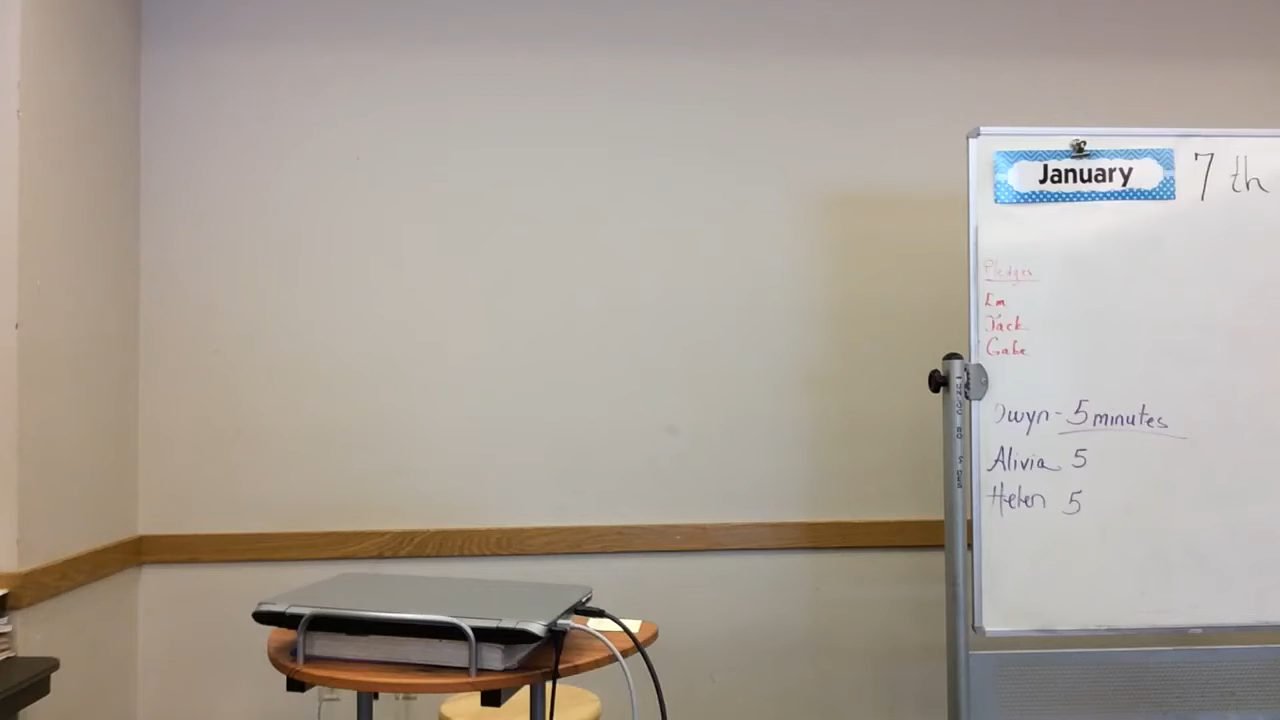 January 7th
Pledges
Em
Jack
Gabe
Owyn - 5 minutes
Alivia 5
Helen 5